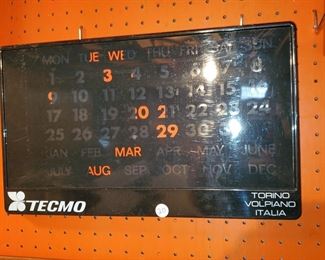 MON TUE WED THU FRI SAT SUN
1 2 3 4 5 6 7 8
9 10 11 12 13 14 15 16
17 18 19 20 21 22 23 24
25 26 27 28 29 30 31
JAN FEB MAR APR MAY JUNE
JULY AUG SEP OCT NOV DEC
TECMO
TORINO
VOLPIANO
ITALIA